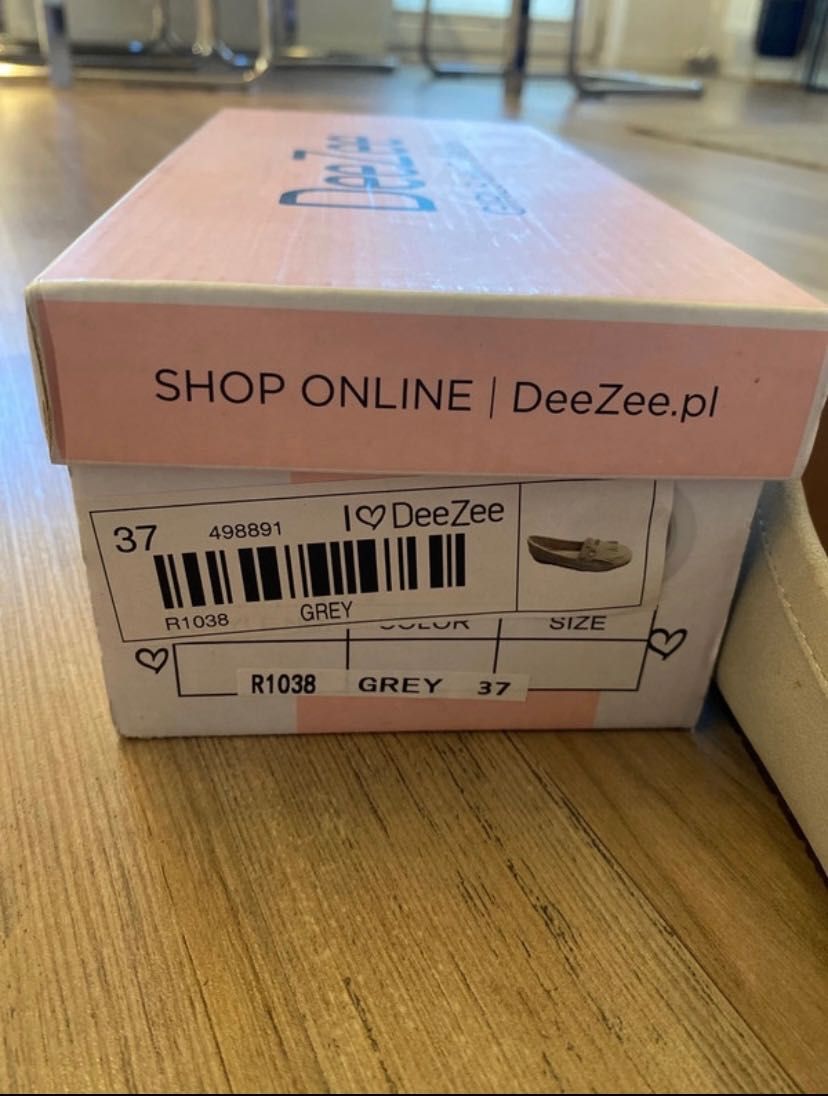 DeeZee
SHOP ONLINE | DeeZee.pl
37 498891 I♡DeeZee
R1038 GREY
COLOR SIZE
R1038 GREY 37